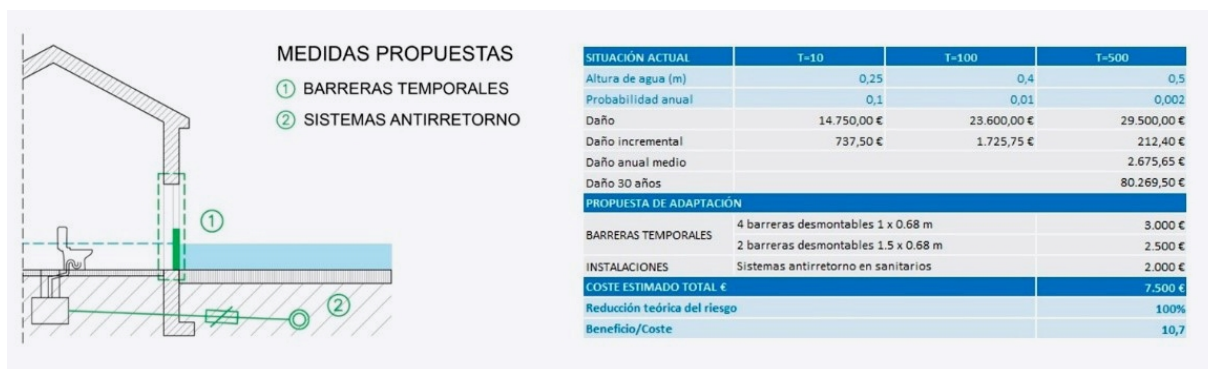 MEDIDAS PROPUESTAS
1 BARRERAS TEMPORALES
2 SISTEMAS ANTIRRETORNO
1
2
SITUACIÓN ACTUAL T=10 T=100 T=500
Altura de agua (m) 0,25 0,4 0,5
Probabilidad anual 0,1 0,01 0,002
Daño 14.750,00 € 23.600,00 € 29.500,00 €
Daño incremental 737,50 € 1.725,75 € 212,40 €
Daño anual medio 2.675,65 €
Daño 30 años 80.269,50 €
PROPUESTA DE ADAPTACIÓN
BARRERAS TEMPORALES 4 barreras desmontables 1 x 0.68 m 3.000 €
2 barreras desmontables 1.5 x 0.68 m 2.500 €
INSTALACIONES Sistemas antirretorno en sanitarios 2.000 €
COSTE ESTIMADO TOTAL € 7.500 €
Reducción teórica del riesgo 100%
Beneficio/Coste 10,7